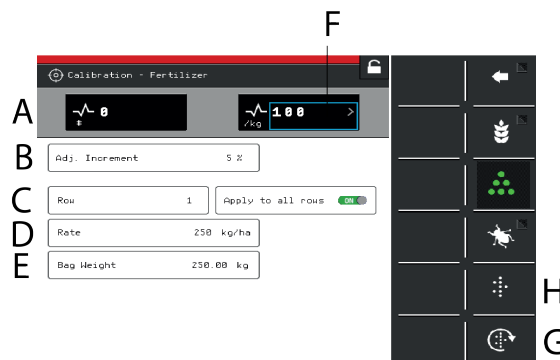 F
Calibration - Fertilizer
A
0
#
100 >
/kg
B
Adj. Increment 5 %
C
Row 1
Apply to all rows ON
D
Rate 250 kg/ha
E
Bag Weight 250.00 kg
H
G